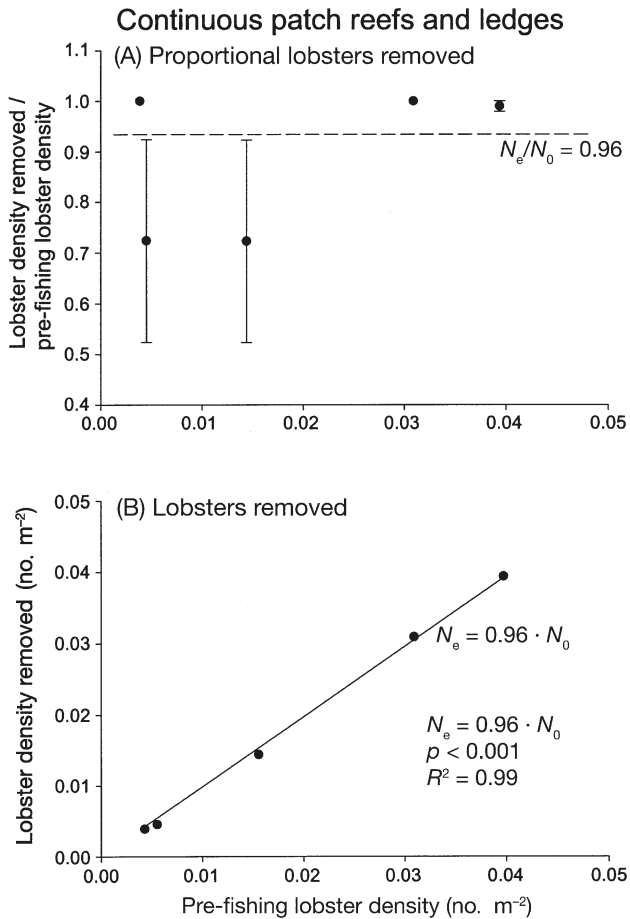 Continuous patch reefs and ledges
(A) Proportional lobsters removed
Lobster density removed /
pre-fishing lobster density
1.1
1.0
0.9
0.8
0.7
0.6
0.5
0.4
Ne/N0 = 0.96
0.00 0.01 0.02 0.03 0.04 0.05
(B) Lobsters removed
Lobster density removed (no. m–2)
0.05
0.04
0.03
0.02
0.01
0.00
Ne = 0.96 · N0
Ne = 0.96 · N0
p < 0.001
R2 = 0.99
0.00 0.01 0.02 0.03 0.04 0.05
Pre-fishing lobster density (no. m–2)